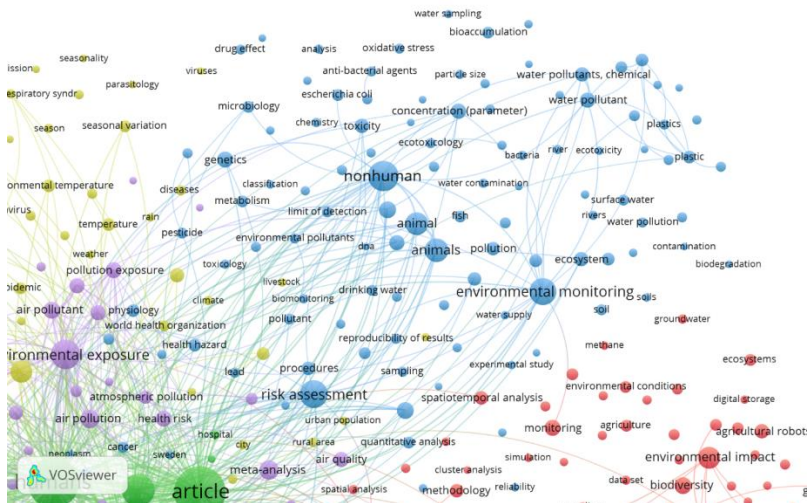 water sampling
bioaccumulation
drug effect
analysis
oxidative stress
seasonality
viruses
anti-bacterial agents
particle size
water pollutants, chemical
ission
parasitology
espiratory syndr.
escherichia coli
microbiology
concentration (parameter)
water pollutant
season
seasonal variation
chemistry
toxicity
plastics
ecotoxicology
genetics
bacteria
river
ecotoxicity
plastic
nonhuman
onmental temperature
diseases
classification
water contamination
metabolism
surface water
virus
rain
limit of detection
fish
rivers
temperature
pesticide
animal
water pollution
environmental pollutants
dna
animals
pollution
contamination
weather
toxicology
ecosystem
biodegradation
pollution exposure
livestock
pidemic
drinking water
environmental monitoring
climate
biomonitoring
soils
air pollutant
physiology
soil
world health organization
pollutant
water supply
groundwater
health hazard
reproducibility of results
methane
vironmental exposure
lead
procedures
sampling
experimental study
ecosystems
environmental conditions
atmospheric pollution
risk assessment
spatiotemporal analysis
digital storage
air pollution
health risk
urban population
monitoring
agriculture
agricultural robots
hospital
neoplasm
cancer
city
rural area
quantitative analysis
sweden
simulation
environmental impact
meta-analysis
air quality
cluster analysis
VOSviewer
methodology
reliability
data set
biodiversity
article
spatial analysis